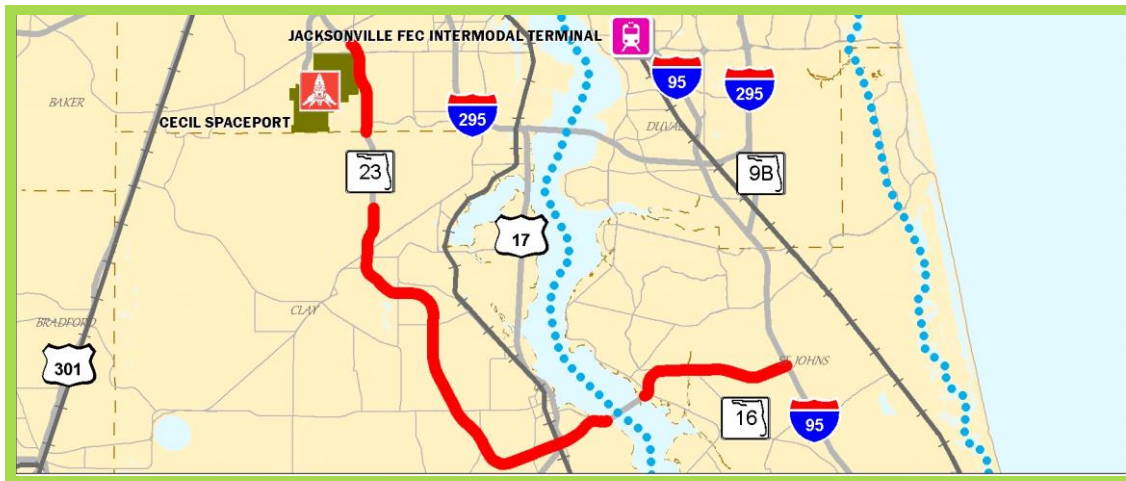 JACKSONVILLE FEC INTERMODAL TERMINAL
95
295
BAKER
CECIL SPACEPORT
295
DUVAL
23
9B
17
CLAY
BRADFORD
301
ST JOHNS
16
95